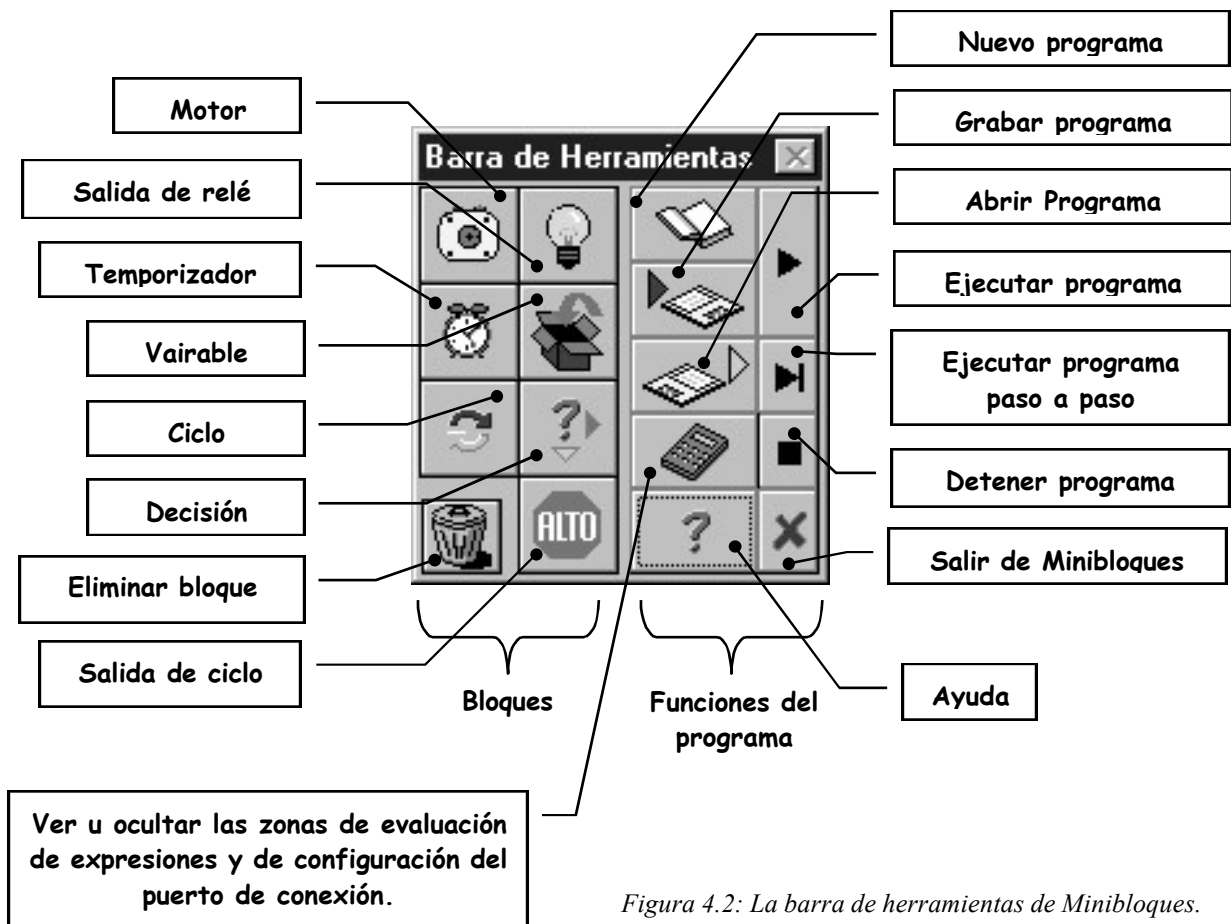 Nuevo programa
Motor
Grabar programa
Barra de Herramientas
Salida de relé
Abrir Programa
Temporizador
Ejecutar programa
Vairable
Ejecutar programa
paso a paso
Ciclo
Detener programa
Decisión
ALTO
Salir de Minibloques
Eliminar bloque
Salida de ciclo
Bloques
Funciones del
programa
Ayuda
Ver u ocultar las zonas de evaluación
de expresiones y de configuración del
puerto de conexión.
Figura 4.2: La barra de herramientas de Minibloques.